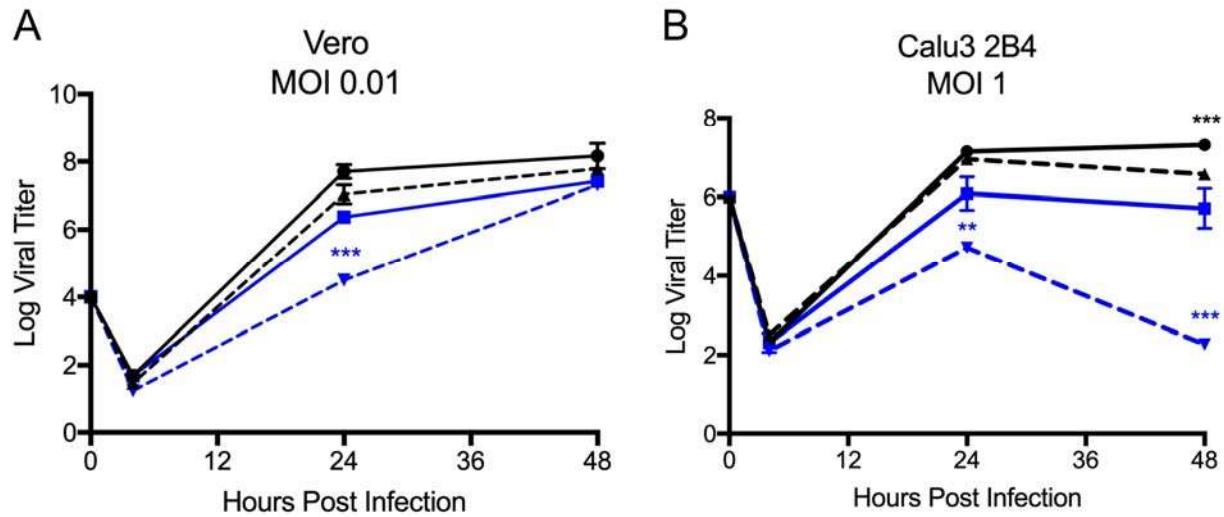 A
Vero
MOI 0.01
Log Viral Titer
10
8
6
4
2
0
***
0 12 24 36 48
Hours Post Infection
B
Calu3 2B4
MOI 1
Log Viral Titer
8
6
4
2
0
***
**
***
0 12 24 36 48
Hours Post Infection